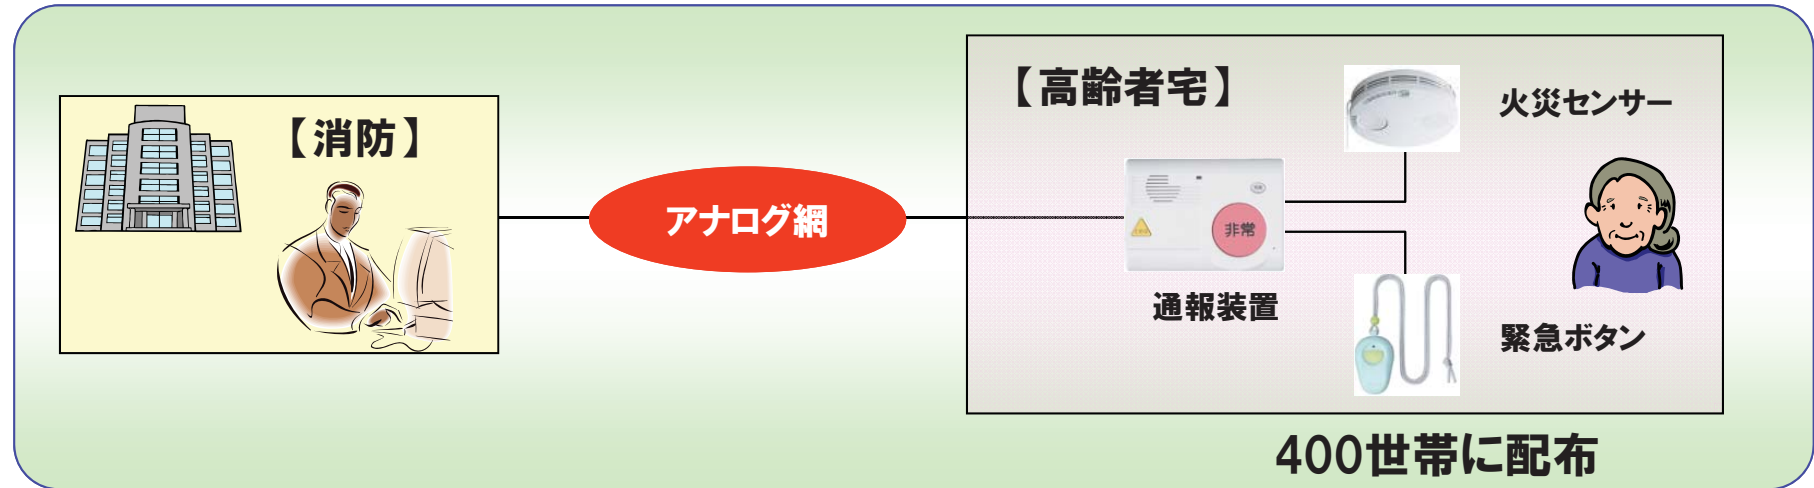 【消防】
アナログ網
【高齢者宅】
火災センサー
非常
通報装置
緊急ボタン
400世帯に配布